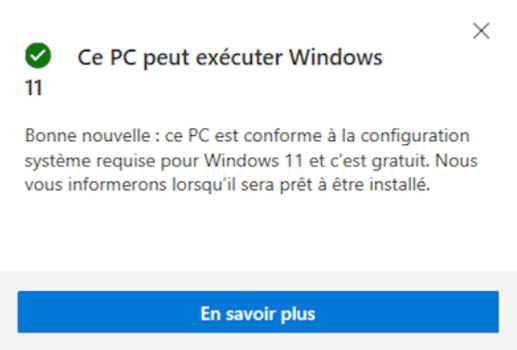 Ce PC peut exécuter Windows
11
Bonne nouvelle : ce PC est conforme à la configuration
système requise pour Windows 11 et c’est gratuit. Nous
vous informerons lorsqu’il sera prêt à être installé.
En savoir plus